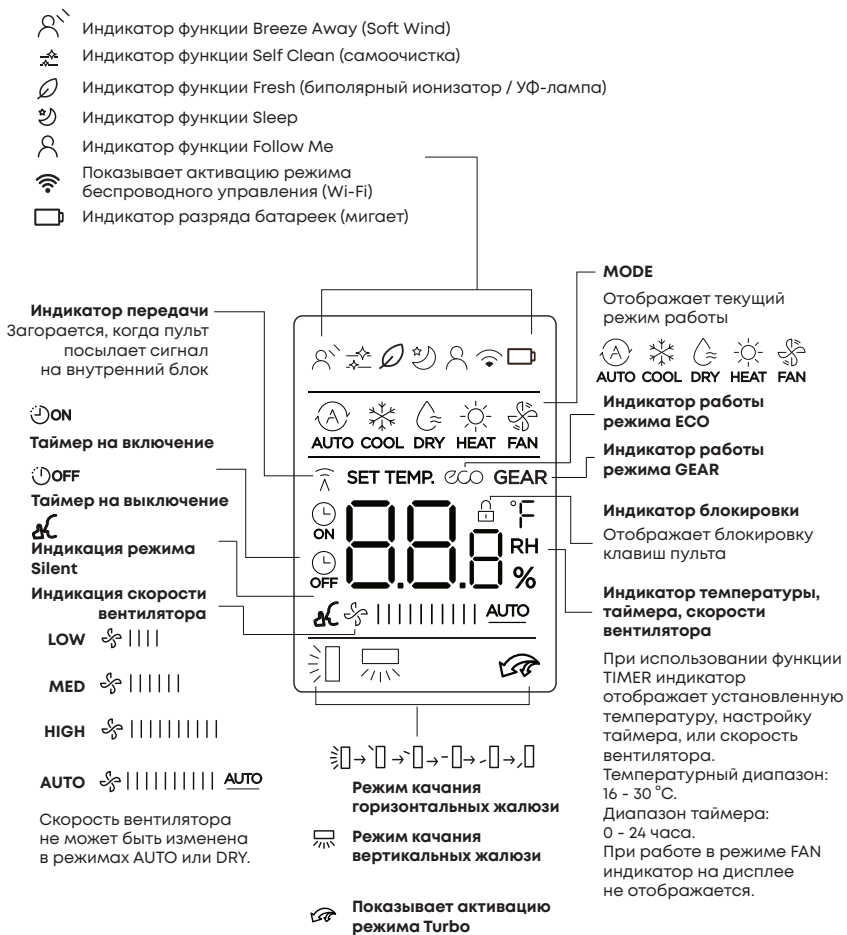 Индикатор функции Breeze Away (Soft Wind)
Индикатор функции Self Clean (самоочистка)
Индикатор функции Fresh (биполярный ионизатор / УФ-лампа)
Индикатор функции Sleep
Индикатор функции Follow Me
Показывает активацию режима
беспроводного управления (Wi-Fi)
Индикатор разряда батареек (мигает)
Индикатор передачи
Загорается, когда пульт
посылает сигнал
на внутренний блок
ON
Таймер на включение
OFF
Таймер на выключение
Индикация режима
Silent
Индикация скорости
вентилятора
LOW
MED
HIGH
AUTO AUTO
Скорость вентилятора
не может быть изменена
в режимах AUTO или DRY.
A
AUTO COOL DRY HEAT FAN
SET TEMP. eco GEAR
ON
OFF
88.8
°F
RH
%
AUTO
Режим качания
горизонтальных жалюзи
Режим качания
вертикальных жалюзи
Показывает активацию
режима Turbo
MODE
Отображает текущий
режим работы
A
AUTO COOL DRY HEAT FAN
Индикатор работы
режима ECO
Индикатор работы
режима GEAR
Индикатор блокировки
Отображает блокировку
клавиш пульта
Индикатор температуры,
таймера, скорости
вентилятора
При использовании функции
TIMER индикатор
отображает установленную
температуру, настройку
таймера, или скорость
вентилятора.
Температурный диапазон:
16 - 30 °C.
Диапазон таймера:
0 - 24 часа.
При работе в режиме FAN
индикатор на дисплее
не отображается.